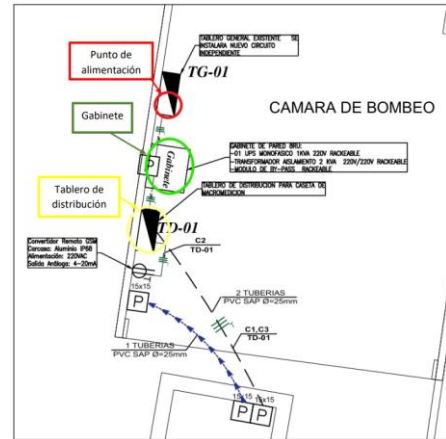 TABLERO GENERAL EXISTENTE SE
INSTALARA NUEVO CIRCUITO
INDEPENDIENTE
Punto de
alimentación
TG-01
Gabinete
CAMARA DE BOMBEO
P
Gabinete
GABINETE DE PARED 8RU:
-01 UPS MONOFASICO 1KVA 220V RACKEABLE
-TRANSFORMADOR AISLAMIENTO 2 KVA 220V/220V RACKEABLE
-MODULO DE BY-PASS RACKEABLE
Tablero de
distribución
TABLERO DE DISTRIBUCION PARA CASETA DE
MACROMEDICION
TD-01
C2
TD-01
Convertidor Remoto GSM
Carcasa: Aluminio IP68
Alimentación: 220VAC
Salida Análoga: 4-20mA
15x15
P
2 TUBERIAS
PVC SAP Ø=25mm
C1,C3
TD-01
1 TUBERIAS
PVC SAP Ø=25mm
15x15
15x15
P
P